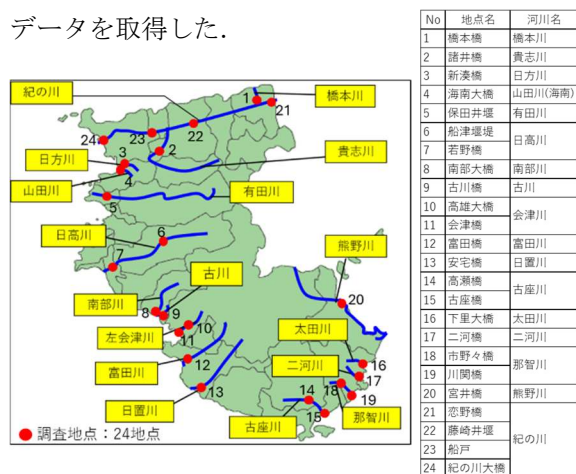 データを取得した.
紀の川
橋本川
1
21
22
23
24
2
日方川
3
4
貴志川
山田川
5
有田川
日高川
6
7
熊野川
古川
南部川
8
9
20
太田川
10
11
左会津川
二河川
16
12
富田川
17
14
18
13
19
日置川
古座川
15
那智川
調査地点:24地点
No 地点名 河川名
1 橋本橋 橋本川
2 諸井橋 貴志川
3 新湊橋 日方川
4 海南大橋 山田川(海南)
5 保田井堰 有田川
6 船津堰堤 日高川
7 若野橋
8 南部大橋 南部川
9 古川橋 古川
10 高雄大橋 会津川
11 会津橋
12 富田橋 富田川
13 安宅橋 日置川
14 高瀬橋 古座川
15 古座橋
16 下里大橋 太田川
17 二河橋 二河川
18 市野々橋 那智川
19 川関橋
20 宮井橋 熊野川
21 恋野橋 紀の川
22 藤崎井堰
23 船戸
24 紀の川大橋